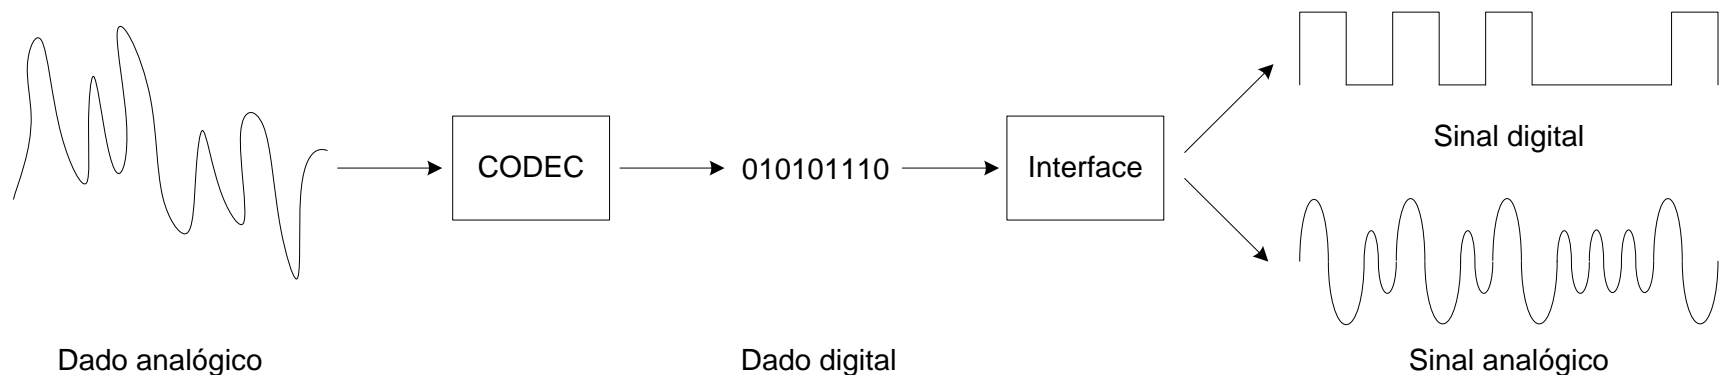 CODEC
010101110
Interface
Sinal digital
Dado analógico
Dado digital
Sinal analógico